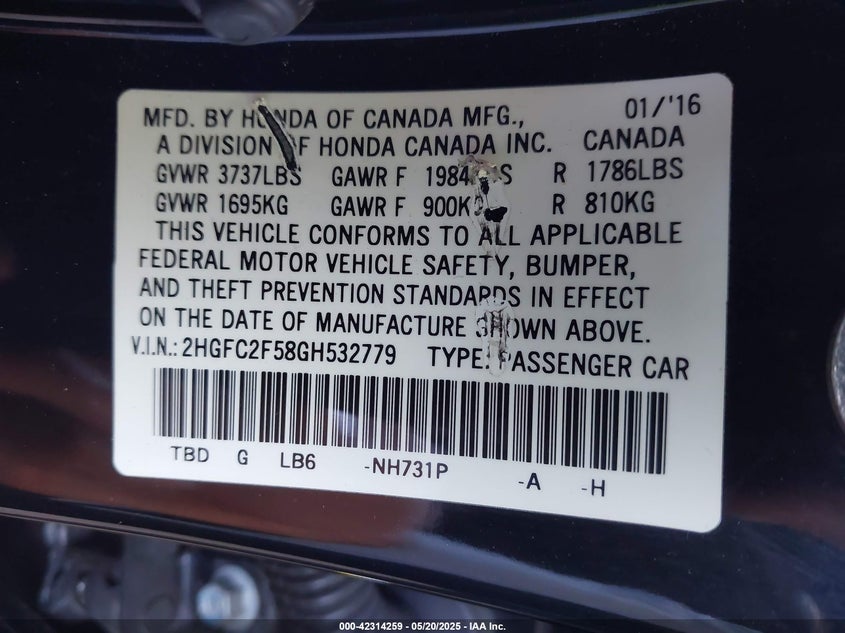 MFD. BY HONDA OF CANADA MFG., 01/'16
A DIVISION OF HONDA CANADA INC. CANADA
GVWR 3737LBS GAWR F 1984LBS R 1786LBS
GVWR 1695KG GAWR F 900KG R 810KG
THIS VEHICLE CONFORMS TO ALL APPLICABLE
FEDERAL MOTOR VEHICLE SAFETY, BUMPER,
AND THEFT PREVENTION STANDARDS IN EFFECT
ON THE DATE OF MANUFACTURE SHOWN ABOVE.
V.I.N.: 2HGFC2F58GH532779 TYPE: PASSENGER CAR
TBD G LB6 -NH731P -A -H
000-42314259 - 05/20/2025 - IAA Inc.